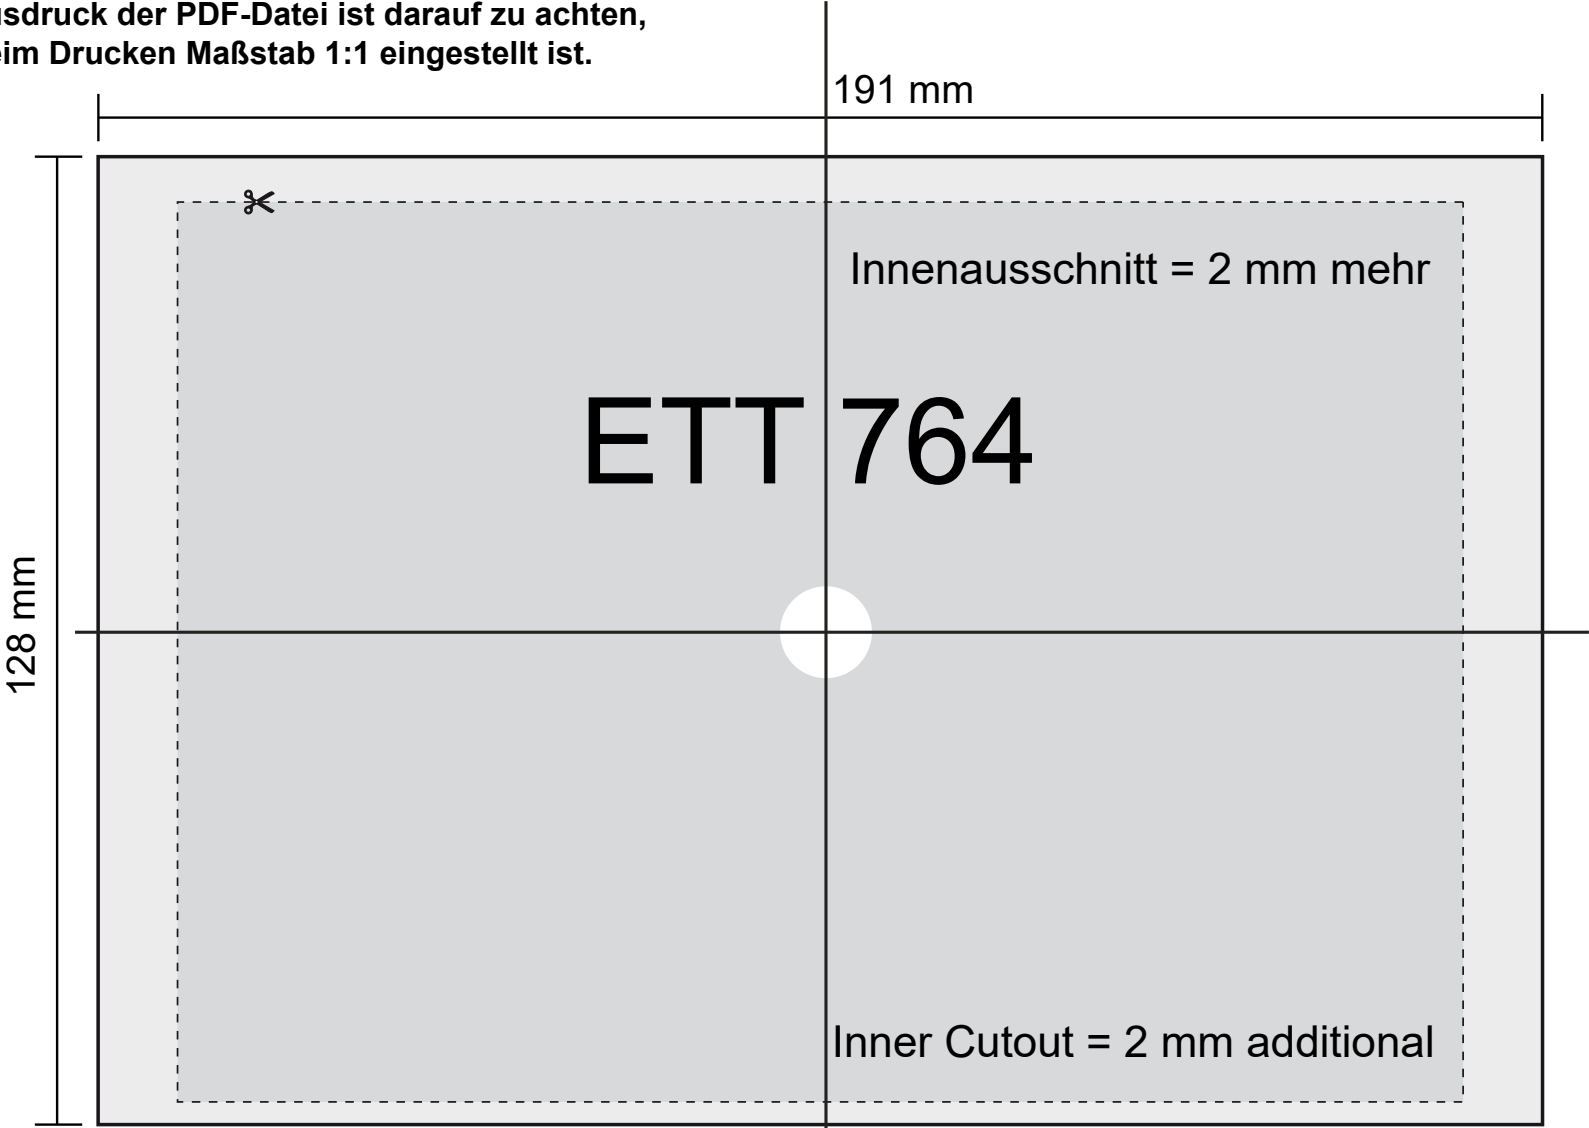 usdruck der PDF-Datei ist darauf zu achten,
eim Drucken Maßstab 1:1 eingestellt ist.
191 mm
Innenausschnitt = 2 mm mehr
ETT 764
128 mm
Inner Cutout = 2 mm additional